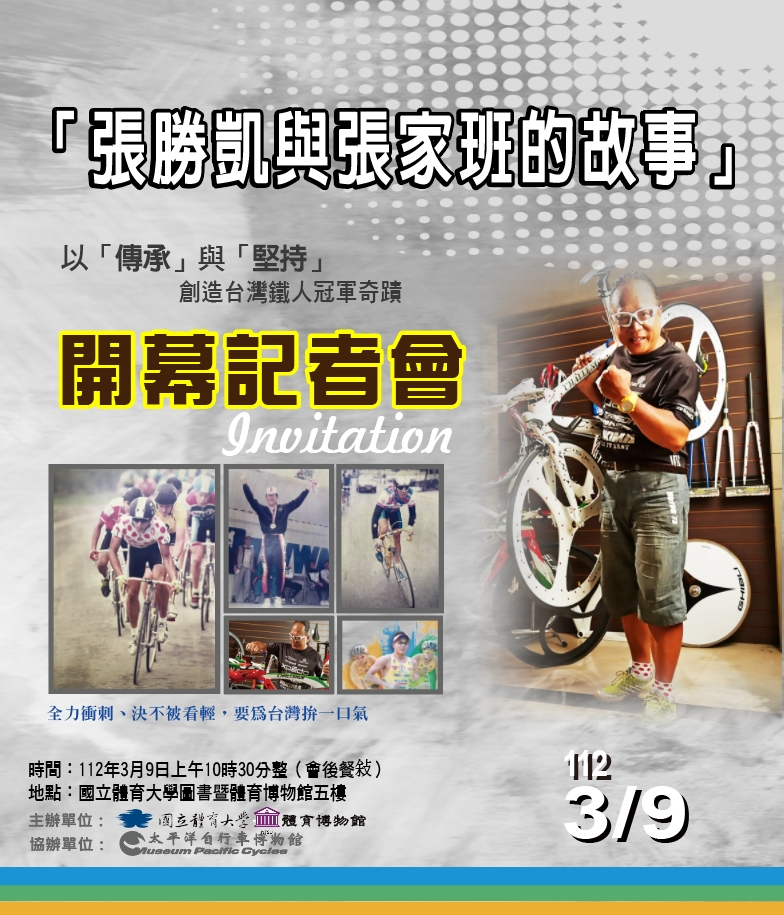 「張勝凱與張家班的故事」
以「傳承」與「堅持」
創造台灣鐵人冠軍奇蹟
開幕記者會
Invitation
全力衝刺、決不被看輕，要為台灣拚一口氣
時間：112年3月9日上午10時30分整（會後餐敍）
地點：國立體育大學圖書暨體育博物館五樓
主辦單位： 國立體育大學 體育博物館
協辦單位： 太平洋自行車博物館
Museum Pacific Cycles
112
3/9